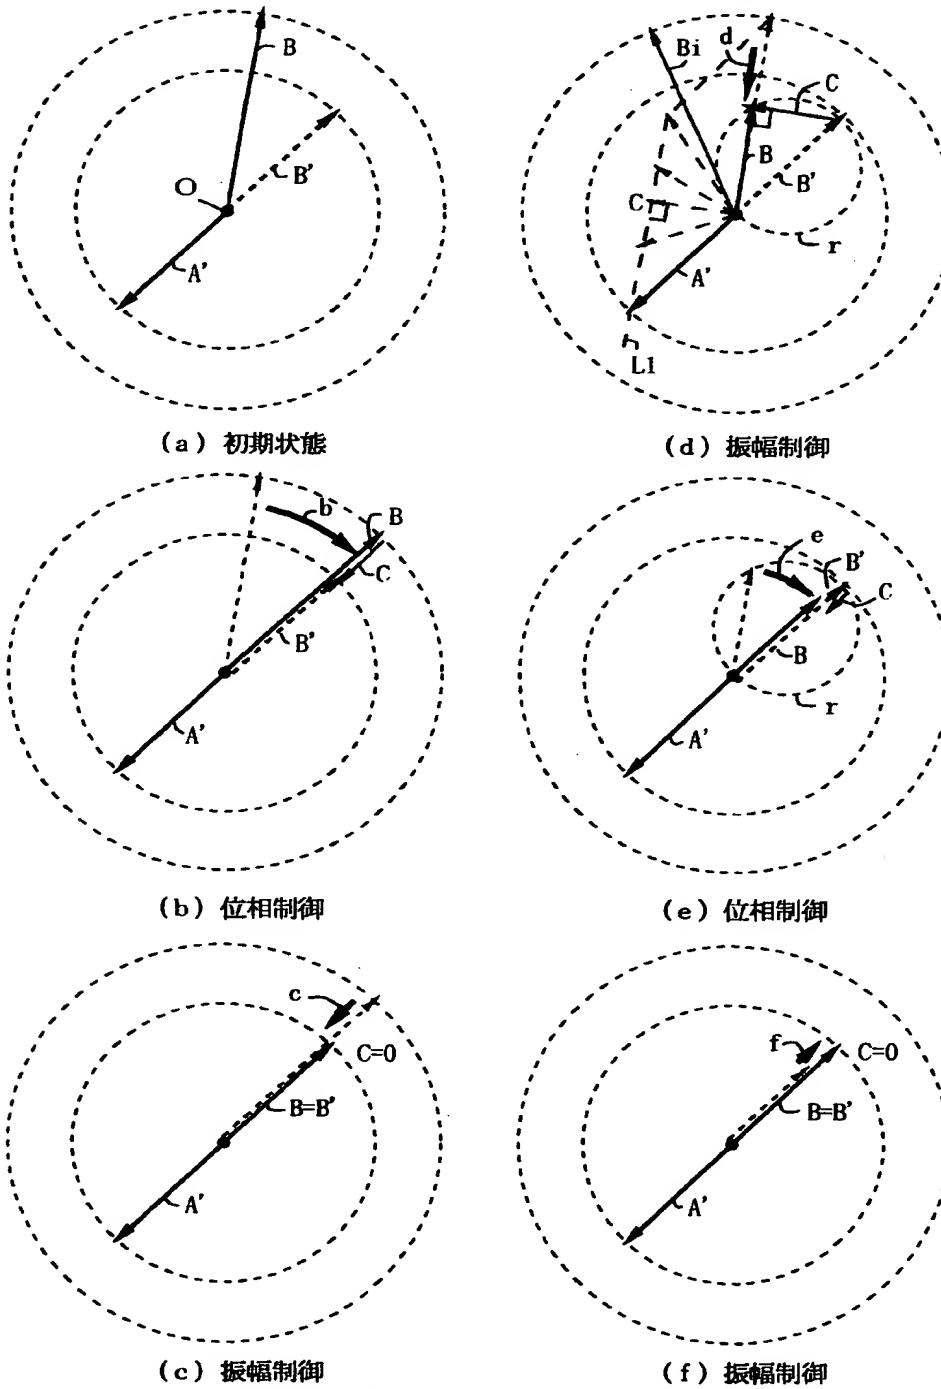 B
O
B'
A'
(a) 初期状態
b
B
C
B'
A'
(b) 位相制御
c
C=0
B=B'
A'
(c) 振幅制御
Bi
d
C
B
B'
C
r
A'
L1
(d) 振幅制御
e
B'
C
B
r
A'
(e) 位相制御
f
C=0
B=B'
A'
(f) 振幅制御